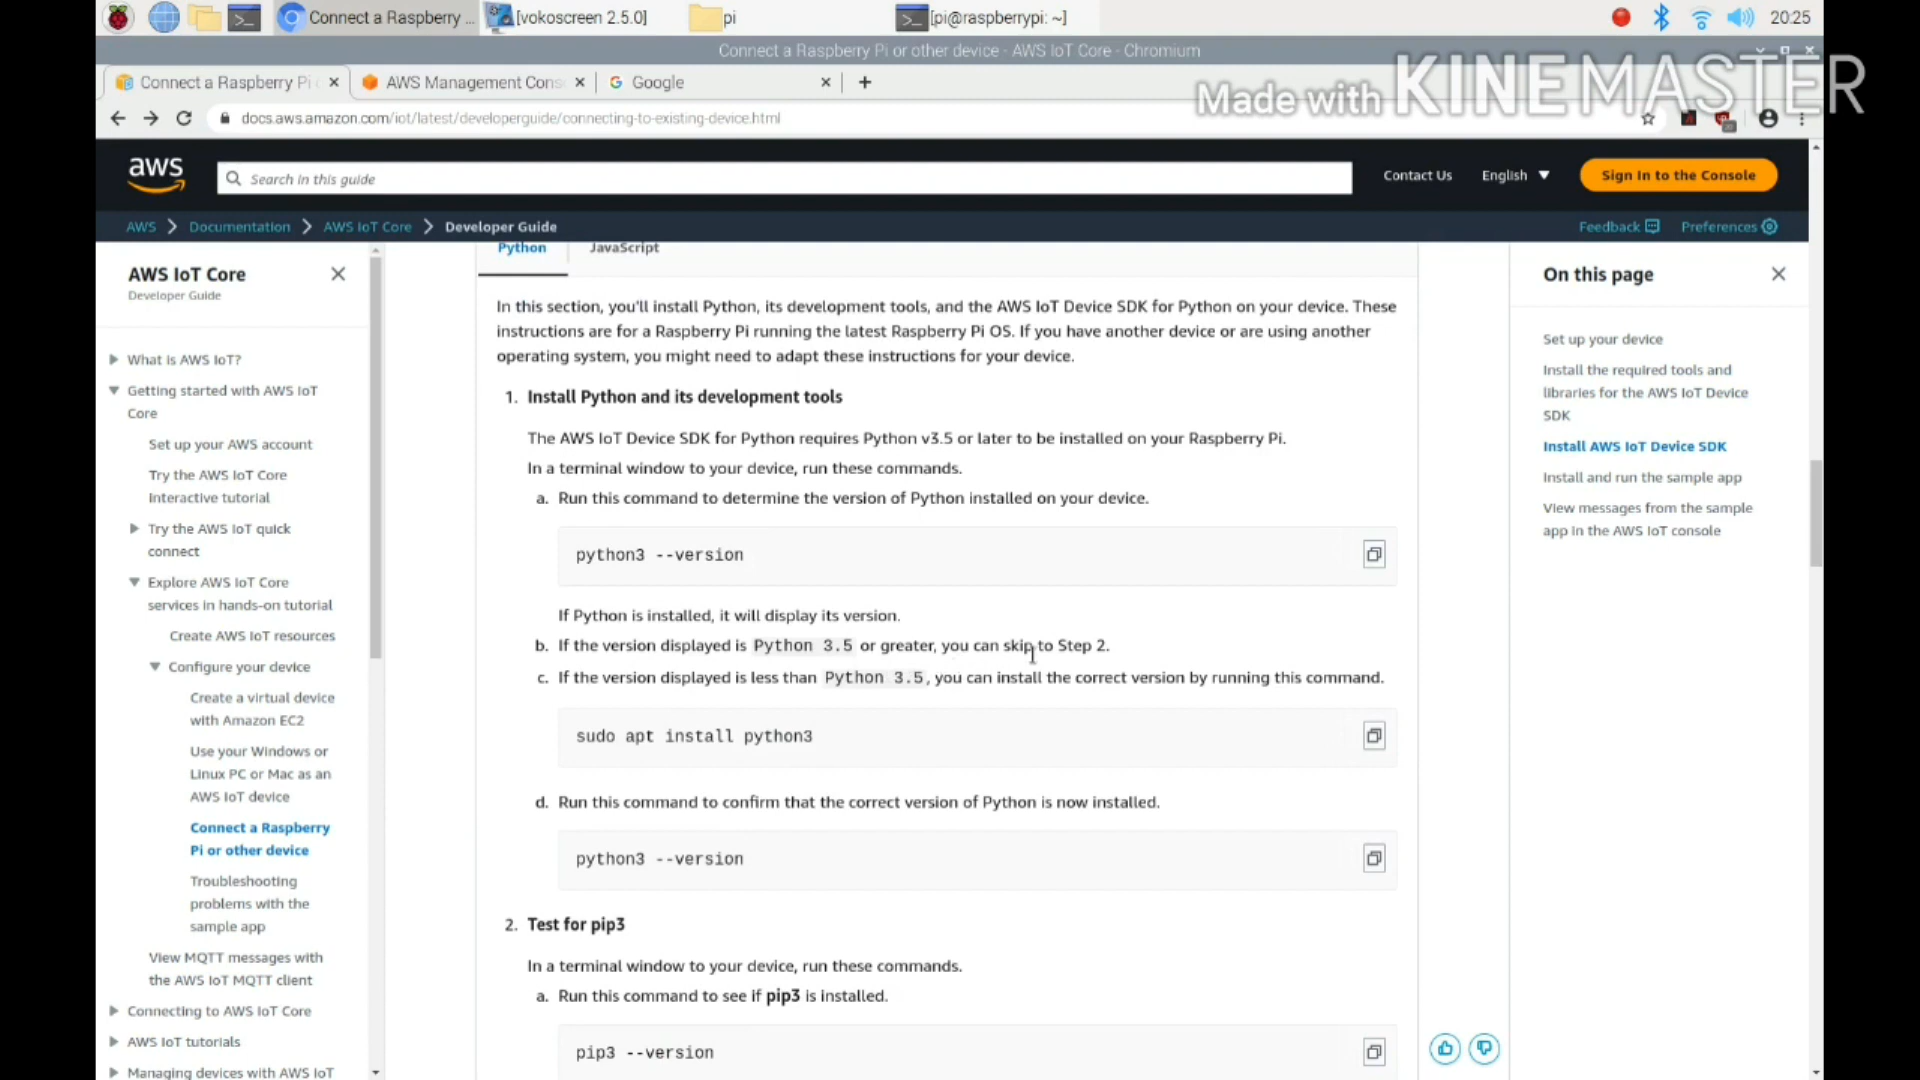 Connect a Raspberry ...
[vokoscreen 2.5.0]
pi
[pi@raspberrypi: ~]
20:25
Connect a Raspberry Pi or other device - AWS IoT Core - Chromium
Connect a Raspberry Pi
AWS Management Cons
Google
Made with KINEMASTER
docs.aws.amazon.com/iot/latest/developerguide/connecting-to-existing-device.html
aws
Search in this guide
Contact Us
English
Sign In to the Console
AWS
Documentation
AWS IoT Core
Developer Guide
Feedback
Preferences
AWS IoT Core
Developer Guide
What is AWS IoT?
Getting started with AWS IoT
Core
Set up your AWS account
Try the AWS IoT Core
interactive tutorial
Try the AWS IoT quick
connect
Explore AWS IoT Core
services in hands-on tutorial
Create AWS IoT resources
Configure your device
Create a virtual device
with Amazon EC2
Use your Windows or
Linux PC or Mac as an
AWS IoT device
Connect a Raspberry
Pi or other device
Troubleshooting
problems with the
sample app
View MQTT messages with
the AWS IoT MQTT client
Connecting to AWS IoT Core
AWS IoT tutorials
Managing devices with AWS IoT
Python
JavaScript
In this section, you'll install Python, its development tools, and the AWS IoT Device SDK for Python on your device. These
instructions are for a Raspberry Pi running the latest Raspberry Pi OS. If you have another device or are using another
operating system, you might need to adapt these instructions for your device.
1. Install Python and its development tools
The AWS IoT Device SDK for Python requires Python v3.5 or later to be installed on your Raspberry Pi.
In a terminal window to your device, run these commands.
a. Run this command to determine the version of Python installed on your device.
python3 --version
If Python is installed, it will display its version.
b. If the version displayed is Python 3.5 or greater, you can skip to Step 2.
c. If the version displayed is less than Python 3.5, you can install the correct version by running this command.
sudo apt install python3
d. Run this command to confirm that the correct version of Python is now installed.
python3 --version
2. Test for pip3
In a terminal window to your device, run these commands.
a. Run this command to see if pip3 is installed.
pip3 --version
On this page
Set up your device
Install the required tools and
libraries for the AWS IoT Device
SDK
Install AWS IoT Device SDK
Install and run the sample app
View messages from the sample
app in the AWS IoT console